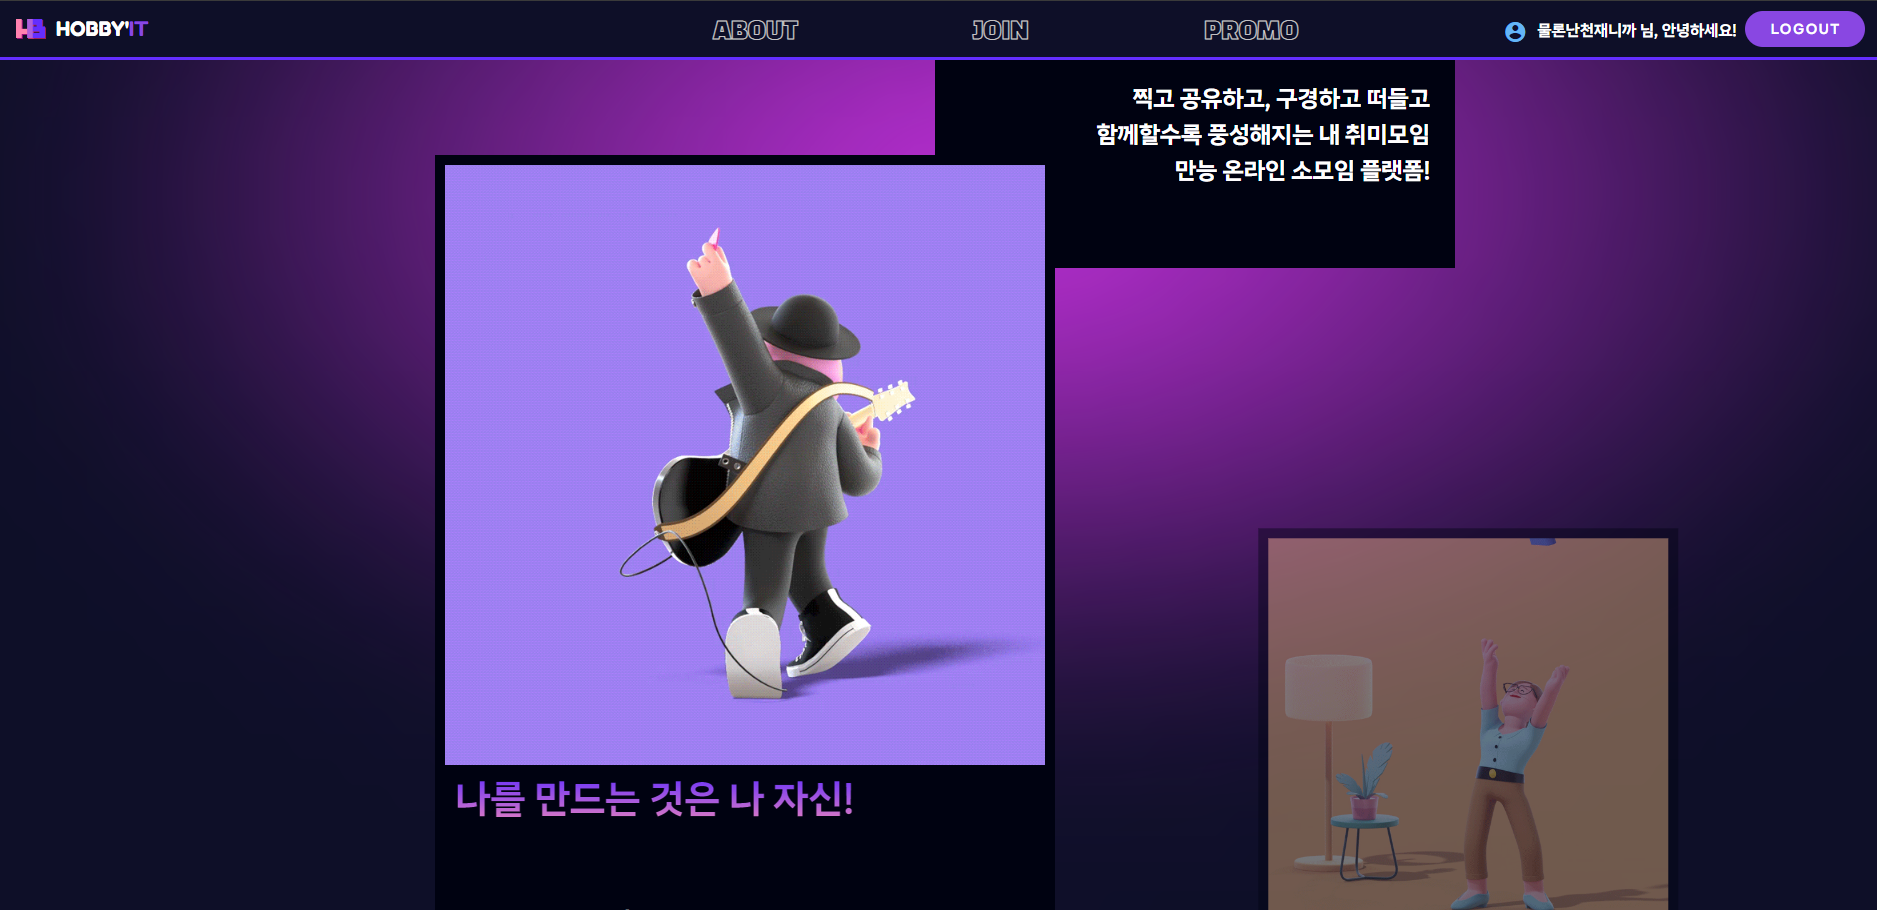 HOBBY'IT
ABOUT
JOIN
PROMO
물론난천재니까 님, 안녕하세요!
LOGOUT
찍고 공유하고, 구경하고 떠들고
함께할수록 풍성해지는 내 취미모임
만능 온라인 소모임 플랫폼!
나를 만드는 것은 나 자신!